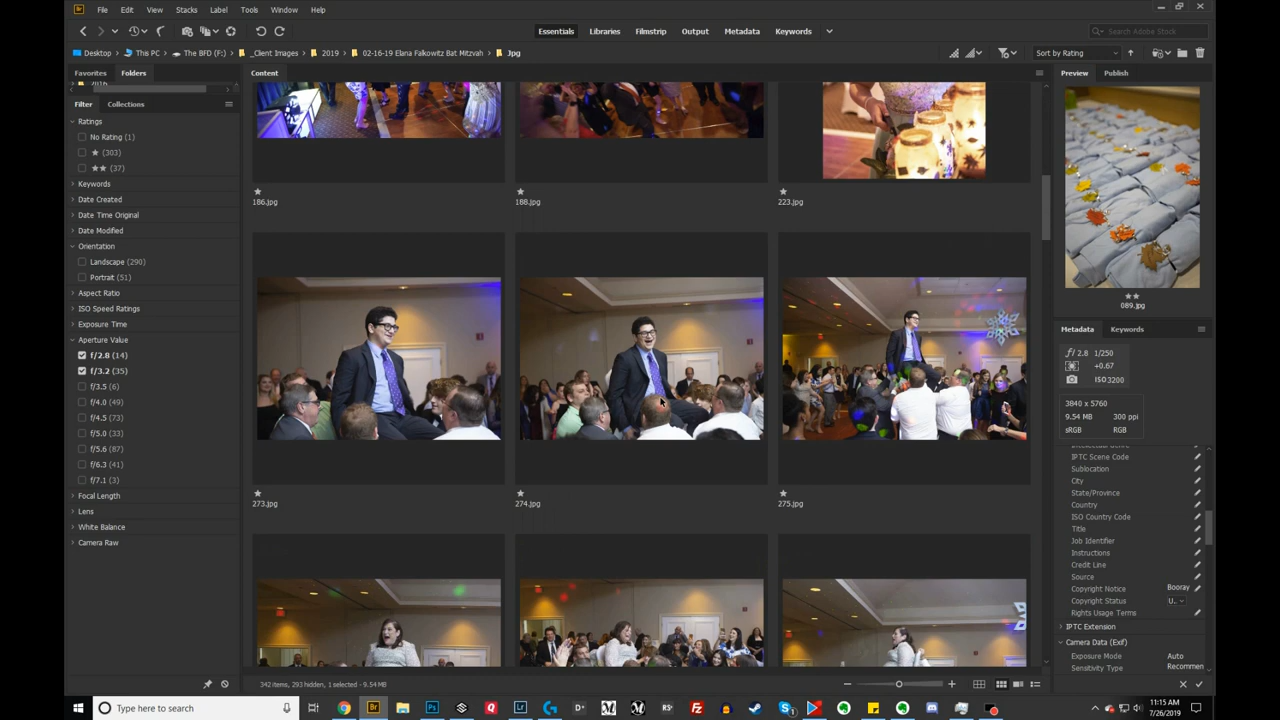 Br File Edit View Stacks Label Tools Window Help
Essentials Libraries Filmstrip Output Metadata Keywords Search Adobe Stock
Desktop This PC The BFD (F:) _Client Images 2019 02-16-19 Elana Falkowitz Bat Mitzvah Jpg Sort by Rating
Favorites Folders Content Preview Publish
Filter Collections
Ratings
No Rating (1)
★ (303)
★★ (37)
Keywords
Date Created
Date Time Original
Date Modified
Orientation
Landscape (290)
Portrait (51)
Aspect Ratio
ISO Speed Ratings
Exposure Time
Aperture Value
f/2.8 (14)
f/3.2 (35)
f/3.5 (6)
f/4.0 (49)
f/4.5 (73)
f/5.0 (33)
f/5.6 (87)
f/6.3 (41)
f/7.1 (3)
Focal Length
Lens
White Balance
Camera Raw
★ ★ ★
186.jpg 188.jpg 223.jpg
★ ★ ★
273.jpg 274.jpg 275.jpg
342 items, 293 hidden, 1 selected - 9.54 MB
★★
089.jpg
Metadata Keywords
f/ 2.8 1/250
+0.67
ISO3200
3840 x 5760
9.54 MB 300 ppi
sRGB RGB
IPTC Scene Code
Sublocation
City
State/Province
Country
ISO Country Code
Title
Job Identifier
Instructions
Credit Line
Source
Copyright Notice Booray
Copyright Status U..
Rights Usage Terms
IPTC Extension
Camera Data (Exif)
Exposure Mode Auto
Sensitivity Type Recommen
Type here to search
11:15 AM
7/26/2019